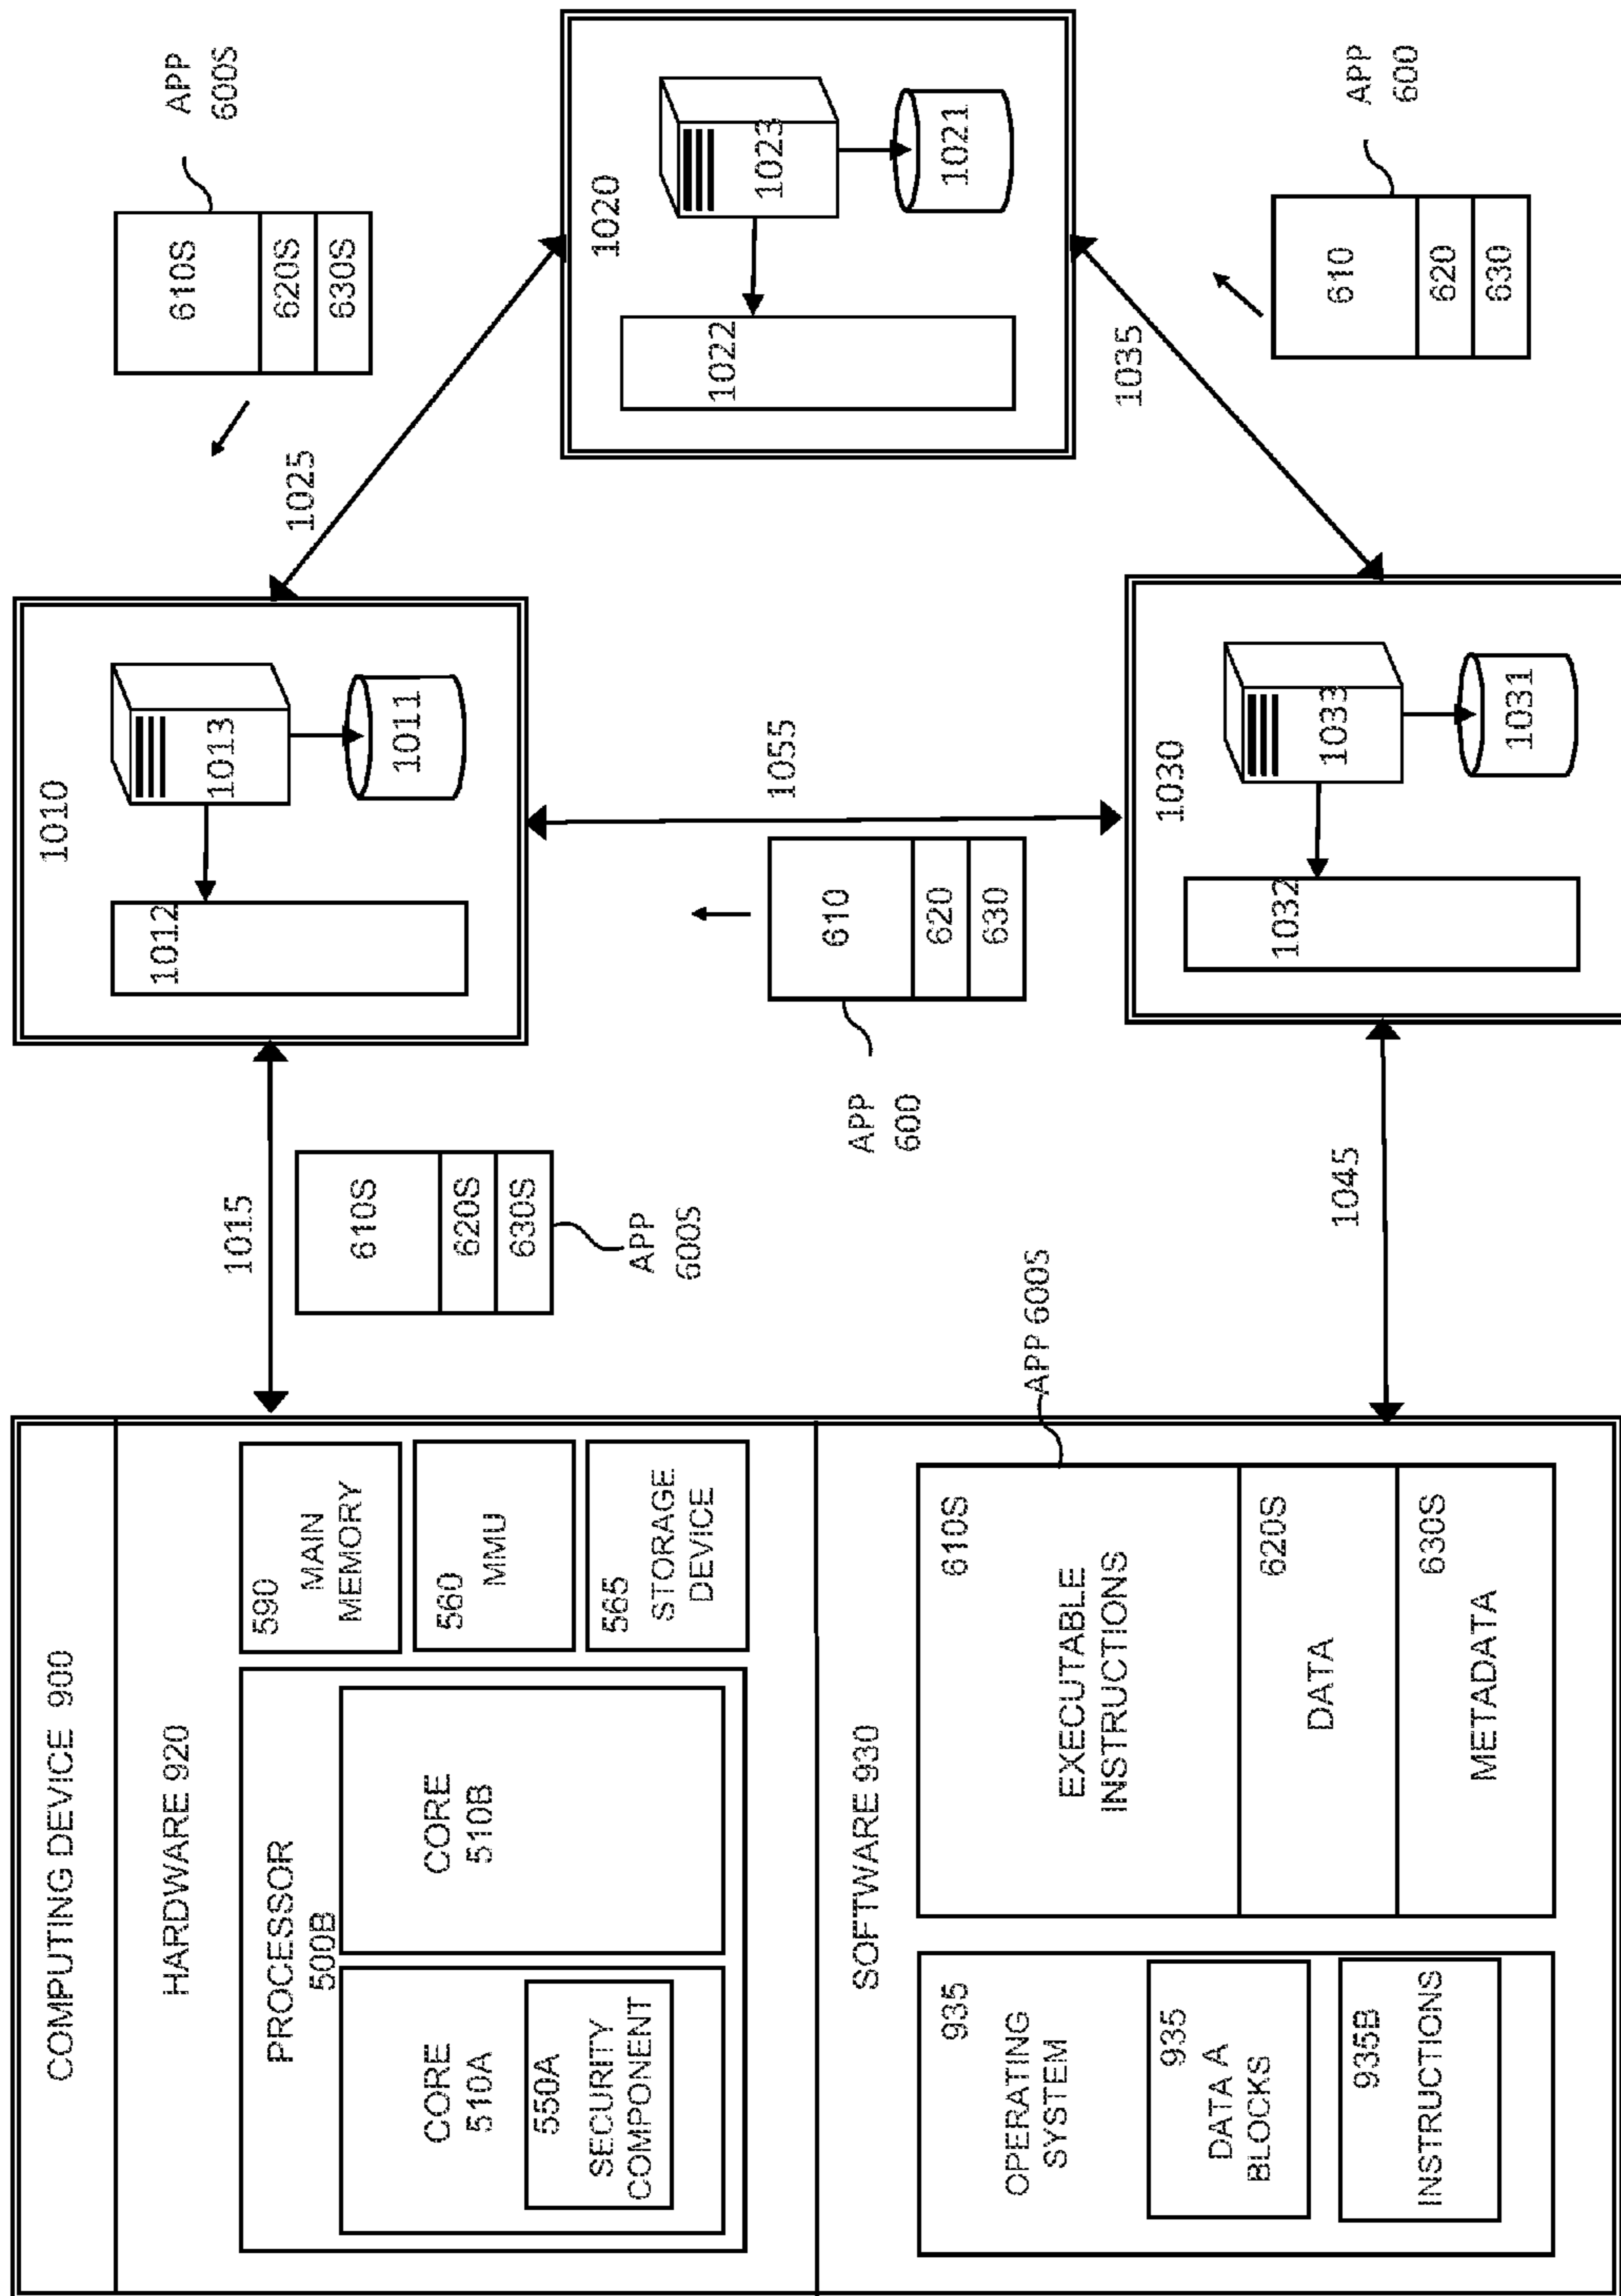 COMPUTING DEVICE 900
HARDWARE 920
PROCESSOR
500B
CORE
510A
550A
SECURITY
COMPONENT
CORE
510B
590
MAIN
MEMORY
560
MMU
565
STORAGE
DEVICE
SOFTWARE 930
935
OPERATING
SYSTEM
935
DATA A
BLOCKS
935B
INSTRUCTIONS
610S
EXECUTABLE
INSTRUCTIONS
620S
DATA
630S
METADATA
APP 600S
1015
610S
620S
630S
APP
600S
1045
1010
1012
1013
1011
1055
610
620
630
APP
600
1030
1032
1033
1031
1025
610S
620S
630S
APP
600S
1020
1022
1023
1021
1035
610
620
630
APP
600